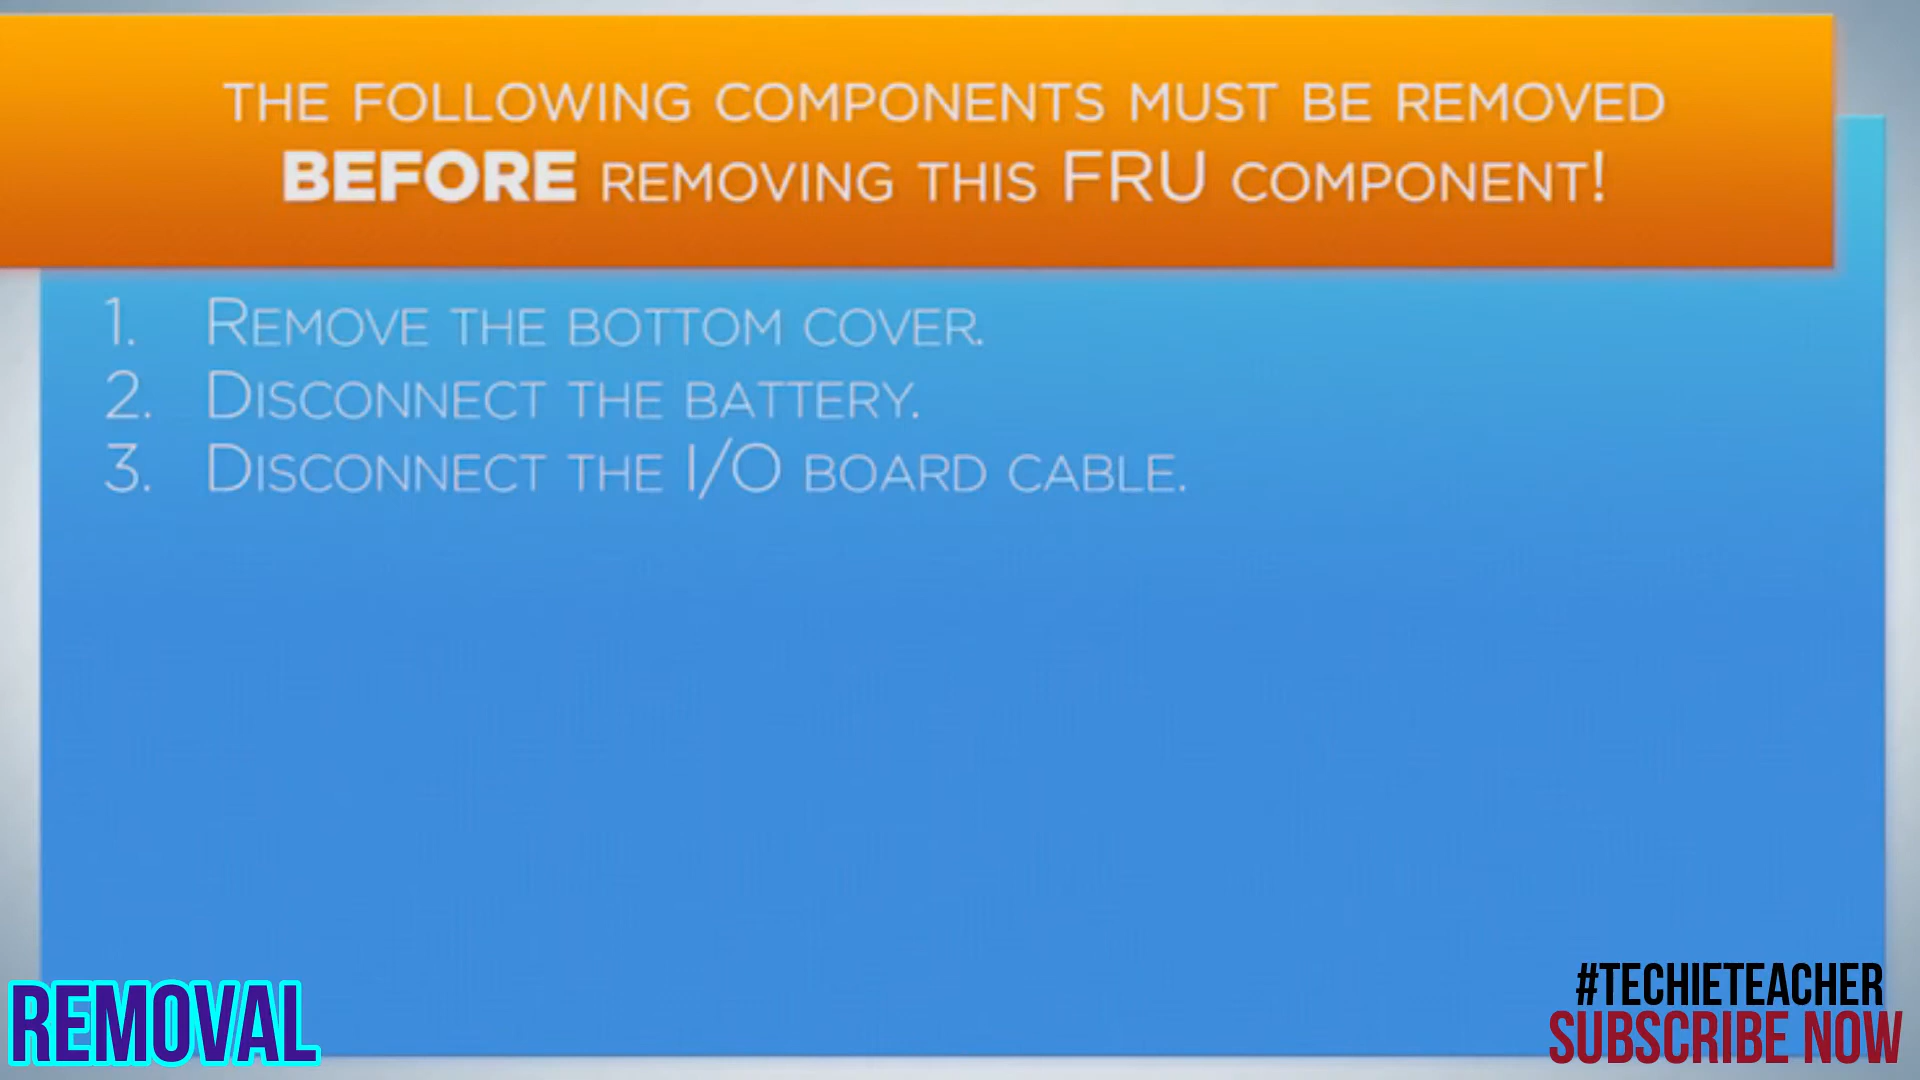 THE FOLLOWING COMPONENTS MUST BE REMOVED
BEFORE REMOVING THIS FRU COMPONENT!
1. REMOVE THE BOTTOM COVER.
2. DISCONNECT THE BATTERY.
3. DISCONNECT THE I/O BOARD CABLE.
REMOVAL
#TECHIETEACHER
SUBSCRIBE NOW